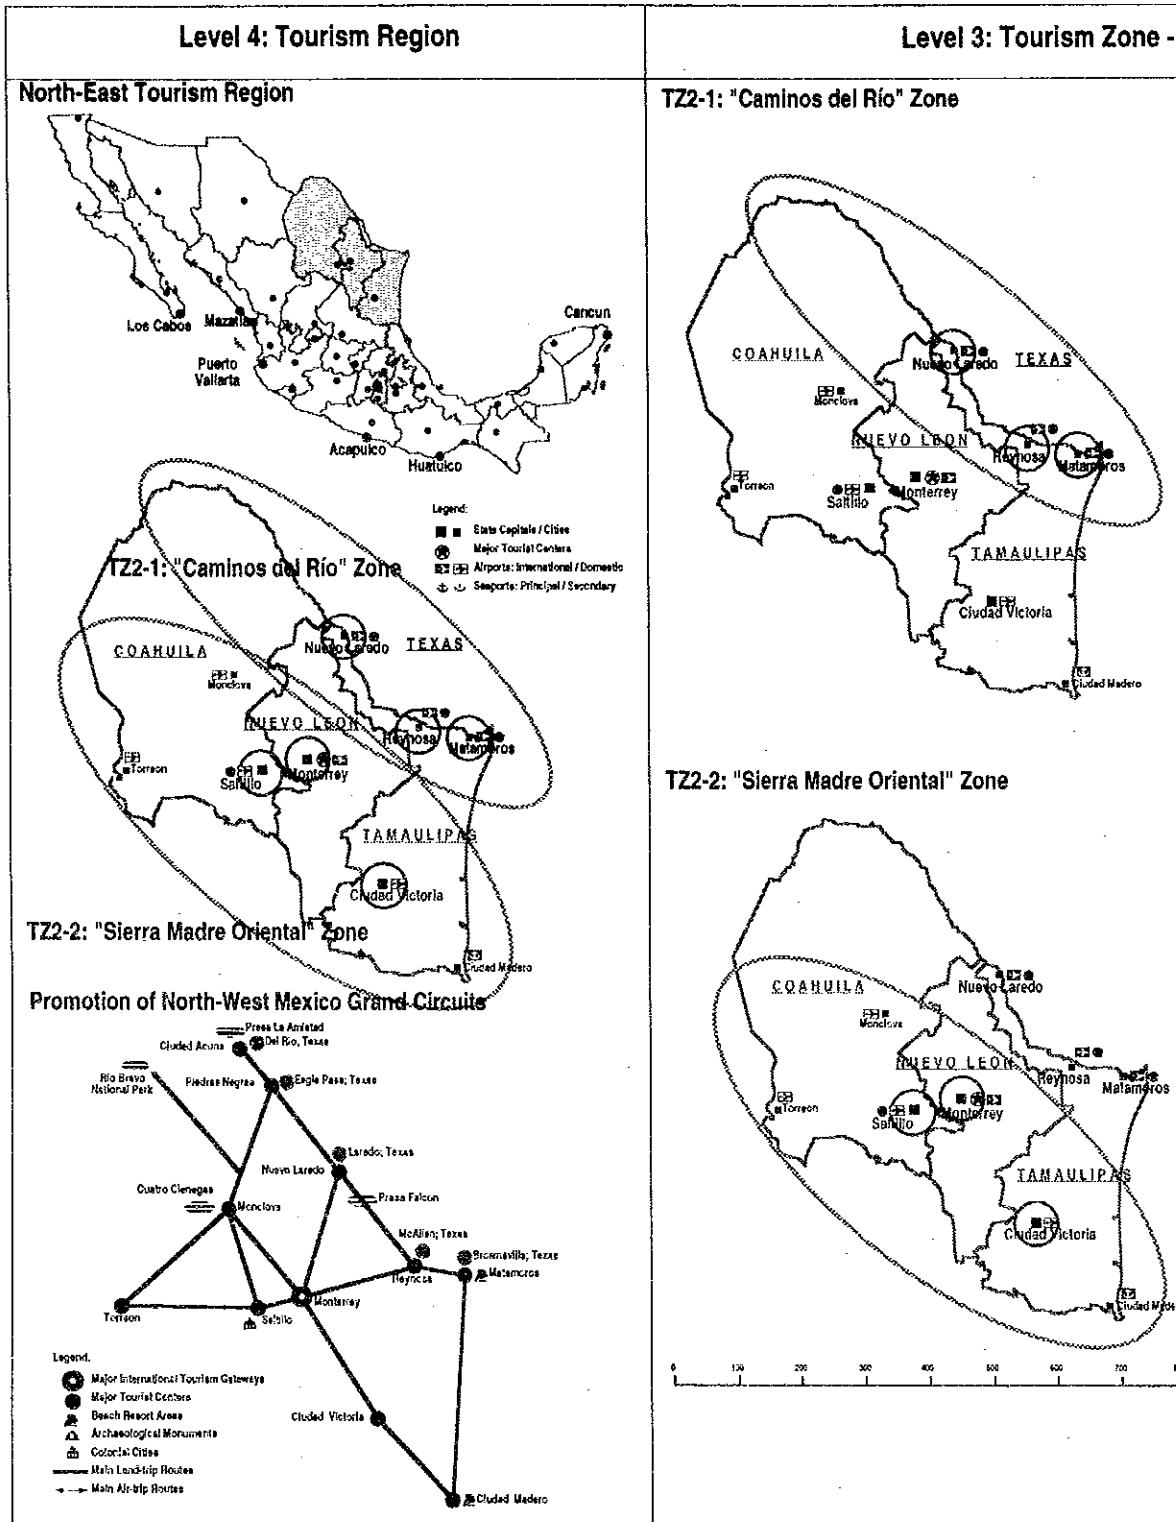 Level 4: Tourism Region
Level 3: Tourism Zone -
North-East Tourism Region
Los Cabos
Mazatlan
Puerto
Vallarta
Acapulco
Huatulco
Cancun
Legend:
State Capitals / Cities
Major Tourist Centers
Airports: International / Domestic
Seaports: Principal / Secondary
TZ2-1: "Caminos del Río" Zone
COAHUILA
TEXAS
Nuevo Laredo
Monclova
NUEVO LEON
Reynosa
Matamoros
Torreon
Saltillo
Monterrey
TAMAULIPAS
Ciudad Victoria
TZ2-2: "Sierra Madre Oriental" Zone
Ciudad Madero
Promotion of North-West Mexico Grand Circuits
Presa La Amistad
Ciudad Acuna
Del Rio, Texas
Rio Bravo
National Park
Piedras Negras
Eagle Pass; Texas
Laredo; Texas
Nuevo Laredo
Cuatro Cienegas
Monclova
Presa Falcon
McAllen; Texas
Brownsville; Texas
Reynosa
Matamoros
Torreon
Saltillo
Monterrey
Ciudad Victoria
Ciudad Madero
Legend.
Major International Tourism Gateways
Major Tourist Centers
Beach Resort Areas
Archaeological Monuments
Colonial Cities
Main Land-trip Routes
Main Air-trip Routes
TZ2-1: "Caminos del Río" Zone
COAHUILA
Nuevo Laredo
TEXAS
Monclova
NUEVO LEON
Reynosa
Matamoros
Torreon
Saltillo
Monterrey
TAMAULIPAS
Ciudad Victoria
Ciudad Madero
TZ2-2: "Sierra Madre Oriental" Zone
COAHUILA
Nuevo Laredo
Monclova
NUEVO LEON
Reynosa
Matamoros
Torreon
Saltillo
Monterrey
TAMAULIPAS
Ciudad Victoria
Ciudad Made
0 100 200 300 400 500 600 700